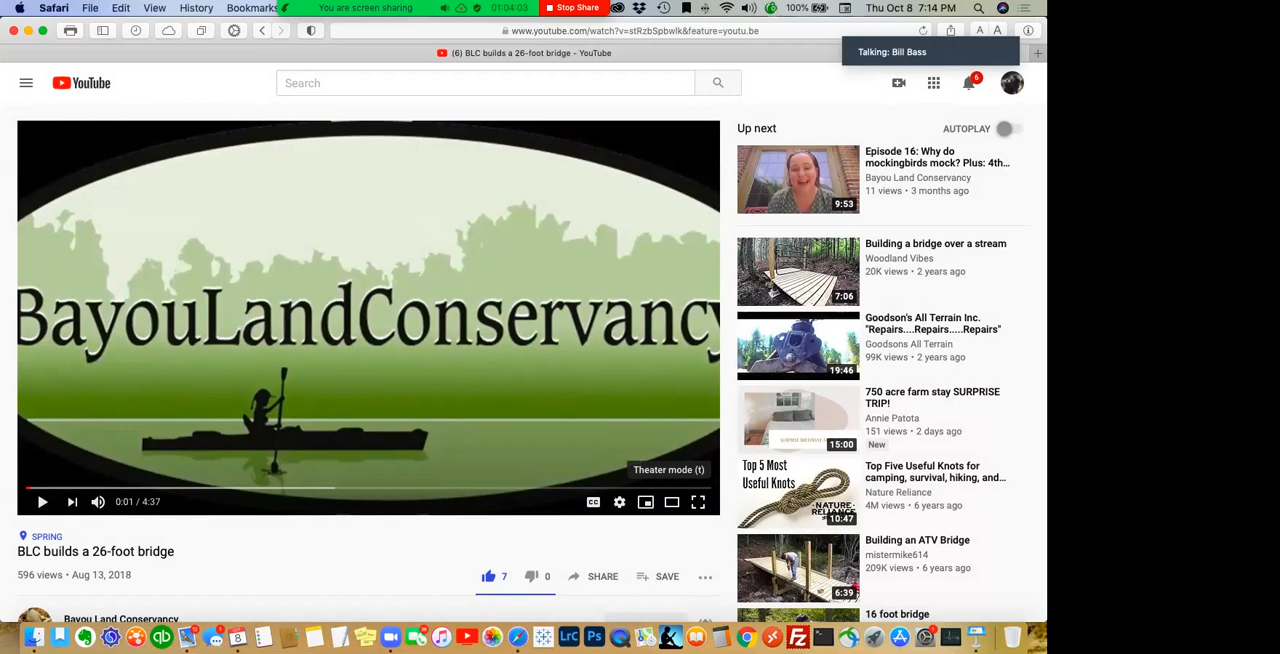 Safari File Edit View History Bookmarks You are screen sharing 01:04:03 Stop Share 100% Thu Oct 8 7:14 PM
www.youtube.com/watch?v=stRzbSpbwlk&feature=youtu.be A A
(6) BLC builds a 26-foot bridge - YouTube
Talking: Bill Bass
YouTube
Search
6
Up next
AUTOPLAY
BayouLandConservancy
Theater mode (t)
0:01 / 4:37
CC
SPRING
BLC builds a 26-foot bridge
596 views • Aug 13, 2018
7 0 SHARE SAVE
Bayou Land Conservancy
Episode 16: Why do
mockingbirds mock? Plus: 4th...
Bayou Land Conservancy
11 views • 3 months ago
9:53
Building a bridge over a stream
Woodland Vibes
20K views • 2 years ago
7:06
Goodson's All Terrain Inc.
"Repairs....Repairs.....Repairs"
Goodsons All Terrain
99K views • 2 years ago
19:46
750 acre farm stay SURPRISE
TRIP!
Annie Patota
151 views • 2 days ago
New
15:00
Top 5 Most
Useful Knots
NATURE
RELIANCE
10:47
Top Five Useful Knots for
camping, survival, hiking, and...
Nature Reliance
4M views • 6 years ago
Building an ATV Bridge
mistermike614
209K views • 6 years ago
6:39
16 foot bridge
qb
8
LrC
Ps
Fz